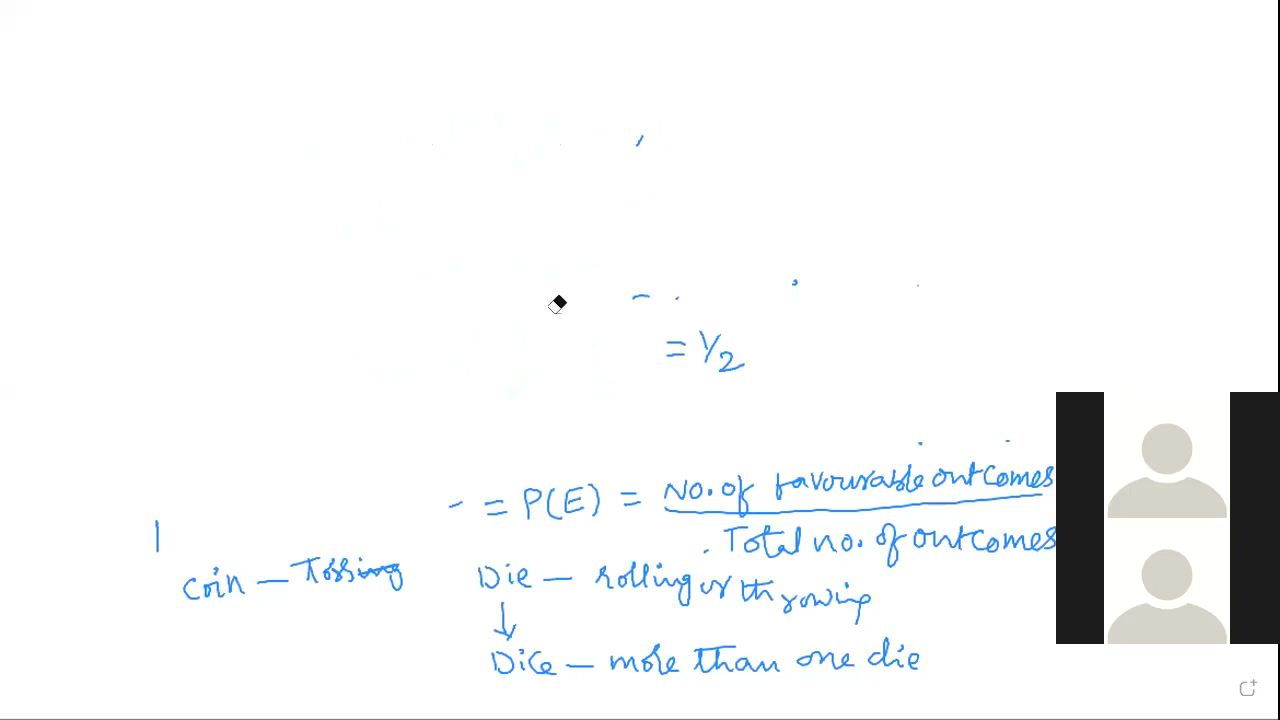 = 1/2
= P(E) = No. of favourable outcomes
Total no. of outcomes
coin — Tossing Die — rolling or throwing
↓
Dice — more than one die